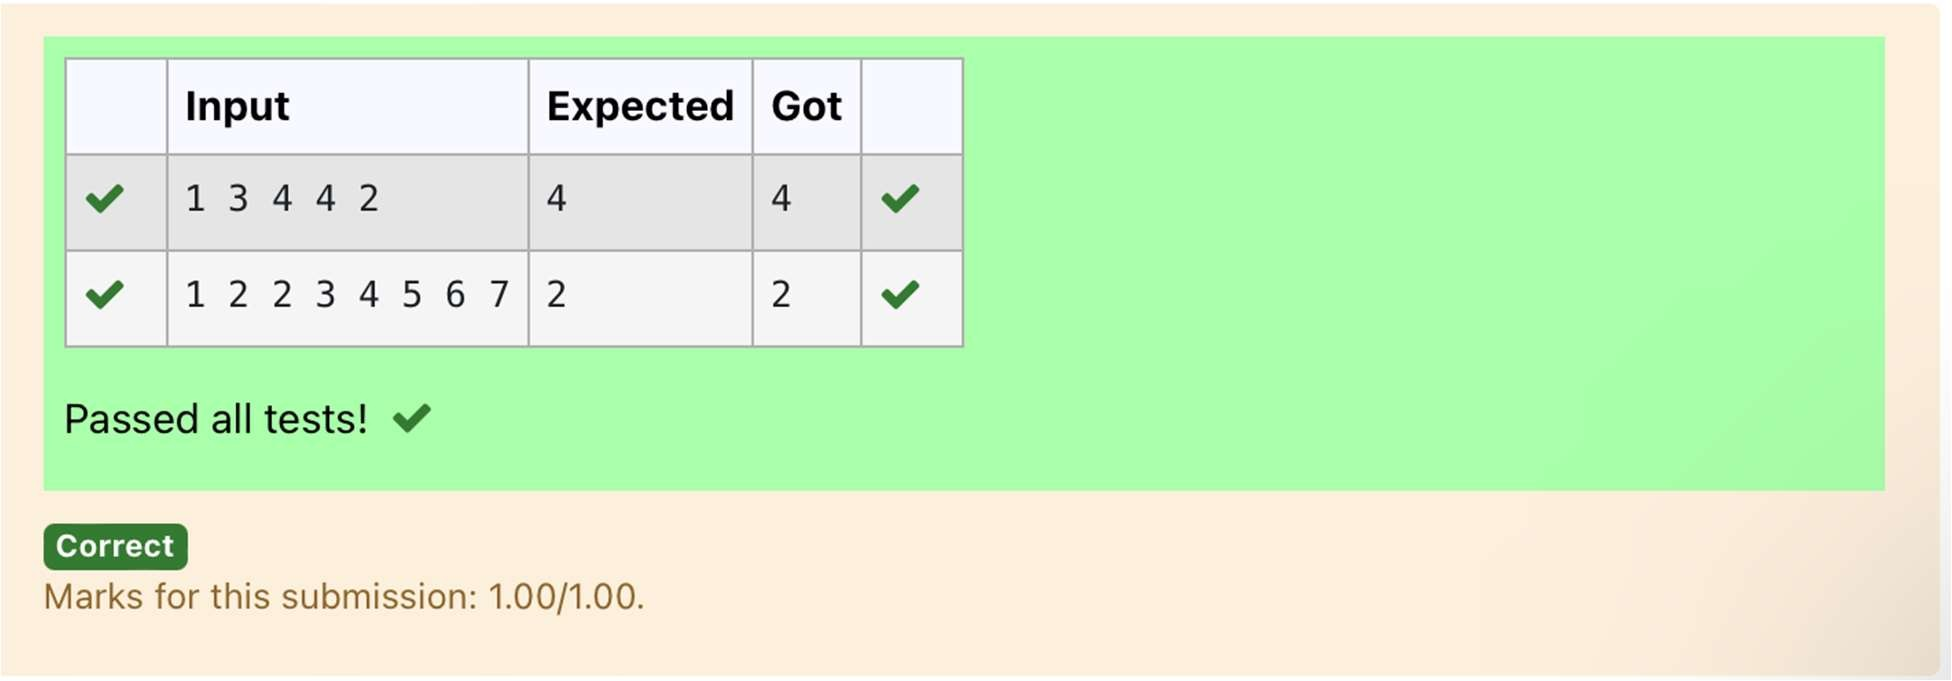 Input Expected Got
1 3 4 4 2 4 4
1 2 2 3 4 5 6 7 2 2
Passed all tests!
Correct
Marks for this submission: 1.00/1.00.